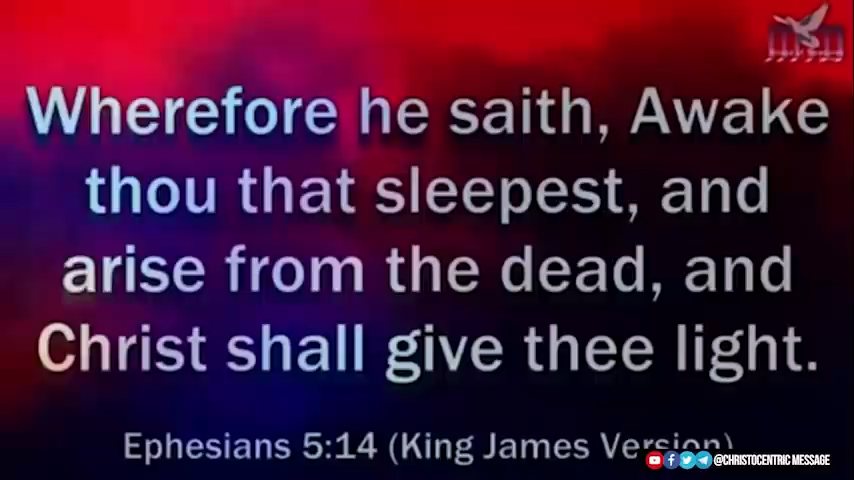 Wherefore he saith, Awake
thou that sleepest, and
arise from the dead, and
Christ shall give thee light.
Ephesians 5:14 (King James Version)
@CHRISTOCENTRIC MESSAGE